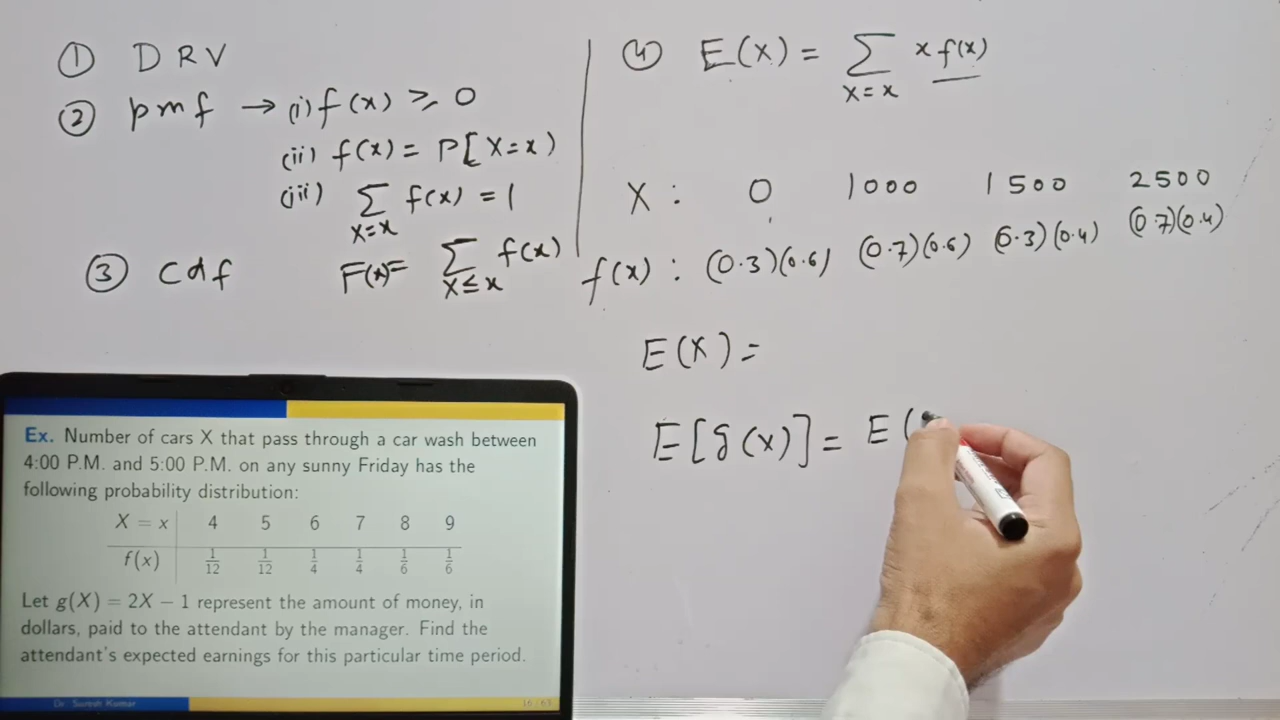 ① DRV
② pmf → (i) f(x) ≥ 0
(ii) f(x) = P[X=x)
(iii) ∑ f(x) = 1
X=x
③ Cdf F(x)= ∑ f(x)
X≤x
④ E(X) = ∑ x f(x)
X=x
X : 0 1000 1500 2500
f(x) : (0.3)(0.6) (0.7)(0.6) (0.3)(0.4) (0.7)(0.4)
E(X) =
E[g(x)] = E(
Ex. Number of cars X that pass through a car wash between
4:00 P.M. and 5:00 P.M. on any sunny Friday has the
following probability distribution:
X = x 4 5 6 7 8 9
f(x) 1/12 1/12 1/4 1/4 1/6 1/6
Let g(X) = 2X − 1 represent the amount of money, in
dollars, paid to the attendant by the manager. Find the
attendant's expected earnings for this particular time period.
Dr. Suresh Kumar